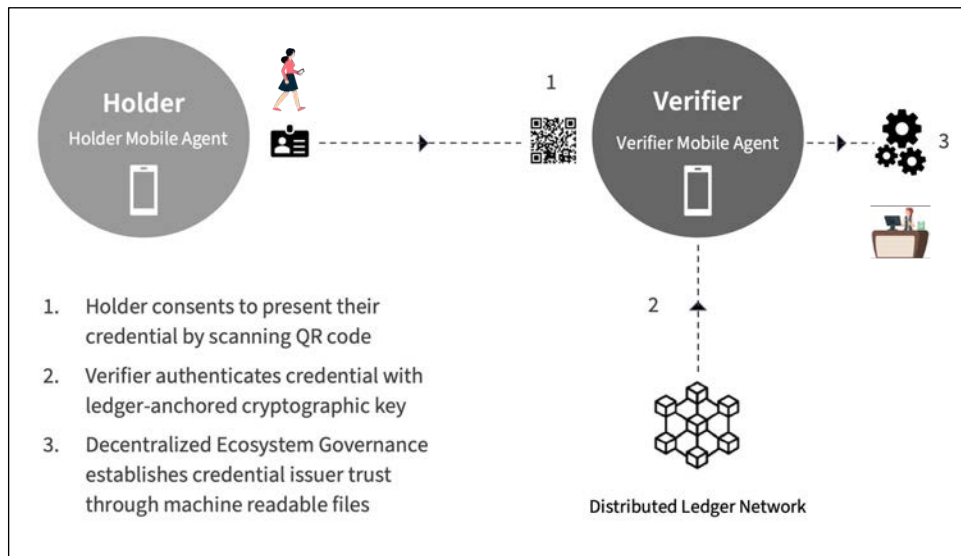 Holder
Holder Mobile Agent
1
Verifier
Verifier Mobile Agent
3
1. Holder consents to present their
credential by scanning QR code
2. Verifier authenticates credential with
ledger-anchored cryptographic key
3. Decentralized Ecosystem Governance
establishes credential issuer trust
through machine readable files
2
Distributed Ledger Network